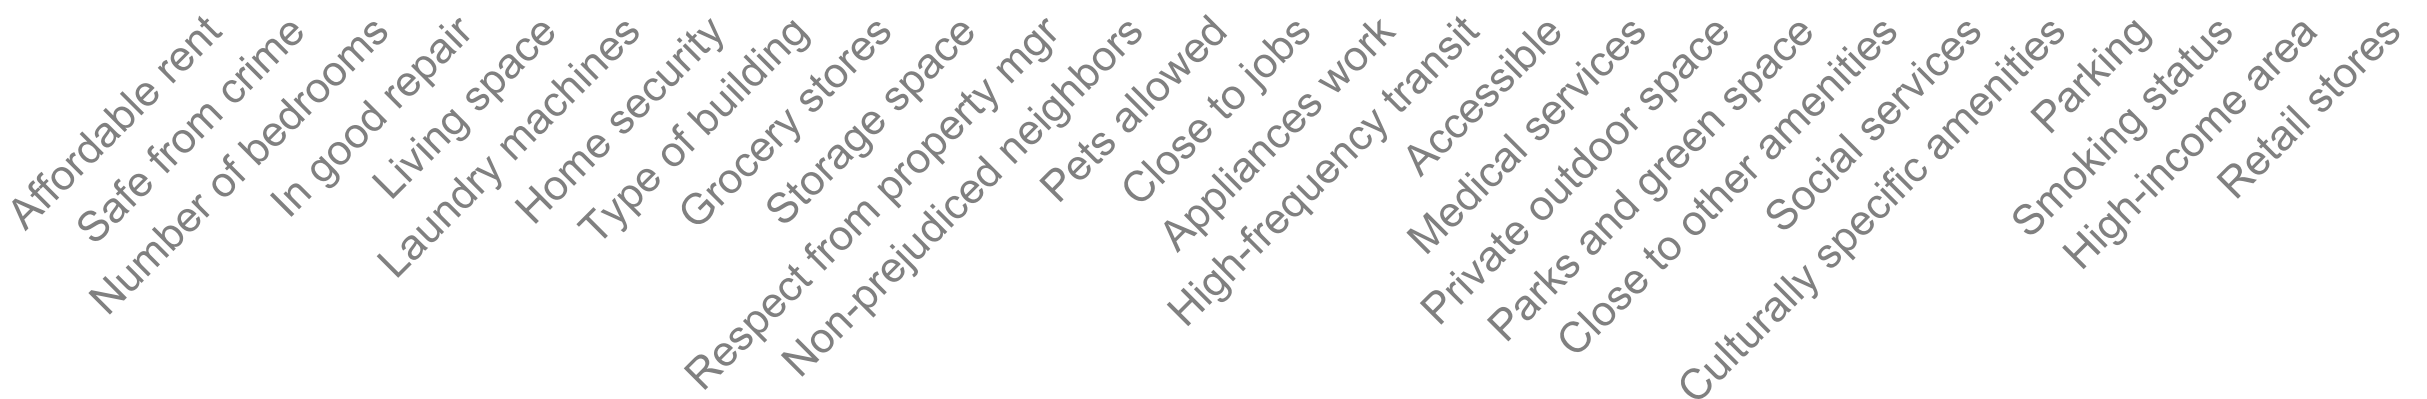 Affordable rent
Safe from crime
Number of bedrooms
In good repair
Living space
Laundry machines
Home security
Type of building
Grocery stores
Storage space
Respect from property mgr
Non-prejudiced neighbors
Pets allowed
Close to jobs
Appliances work
High-frequency transit
Accessible
Medical services
Private outdoor space
Parks and green space
Close to other amenities
Social services
Culturally specific amenities
Parking
Smoking status
High-income area
Retail stores